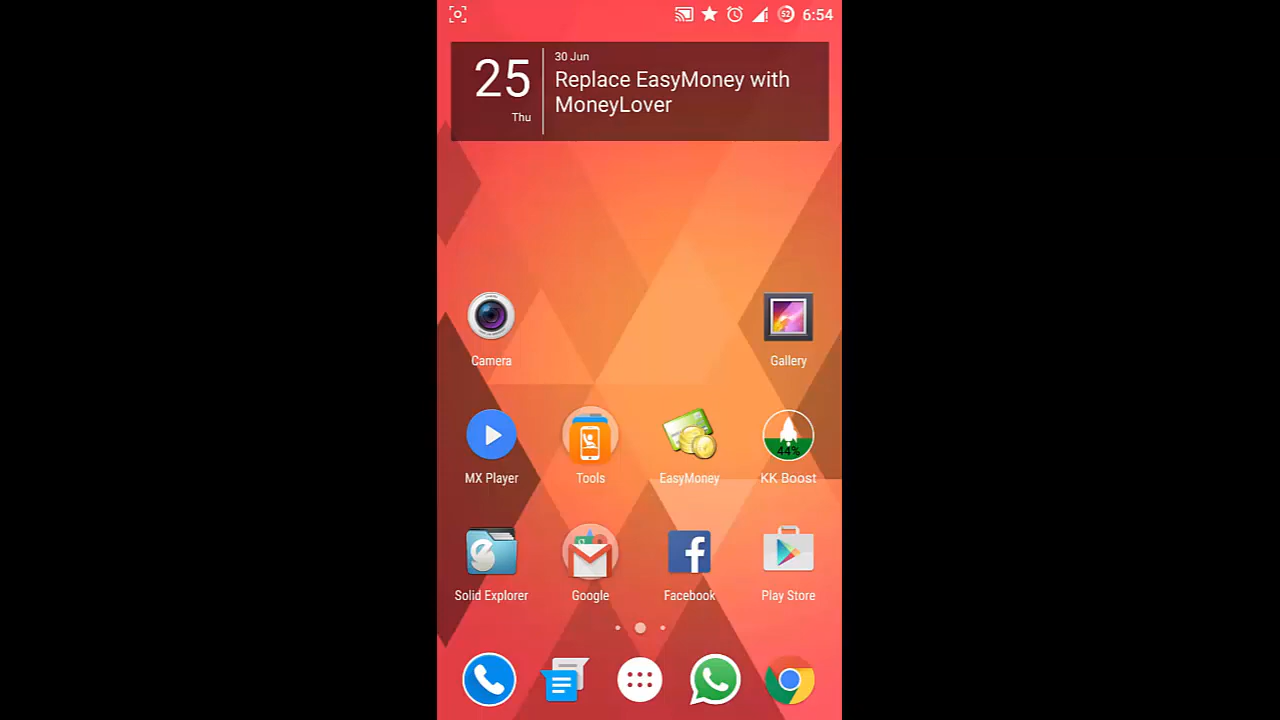 52 6:54
30 Jun
25 Replace EasyMoney with
MoneyLover
Thu
Camera Gallery
44%
MX Player Tools EasyMoney KK Boost
Solid Explorer Google Facebook Play Store